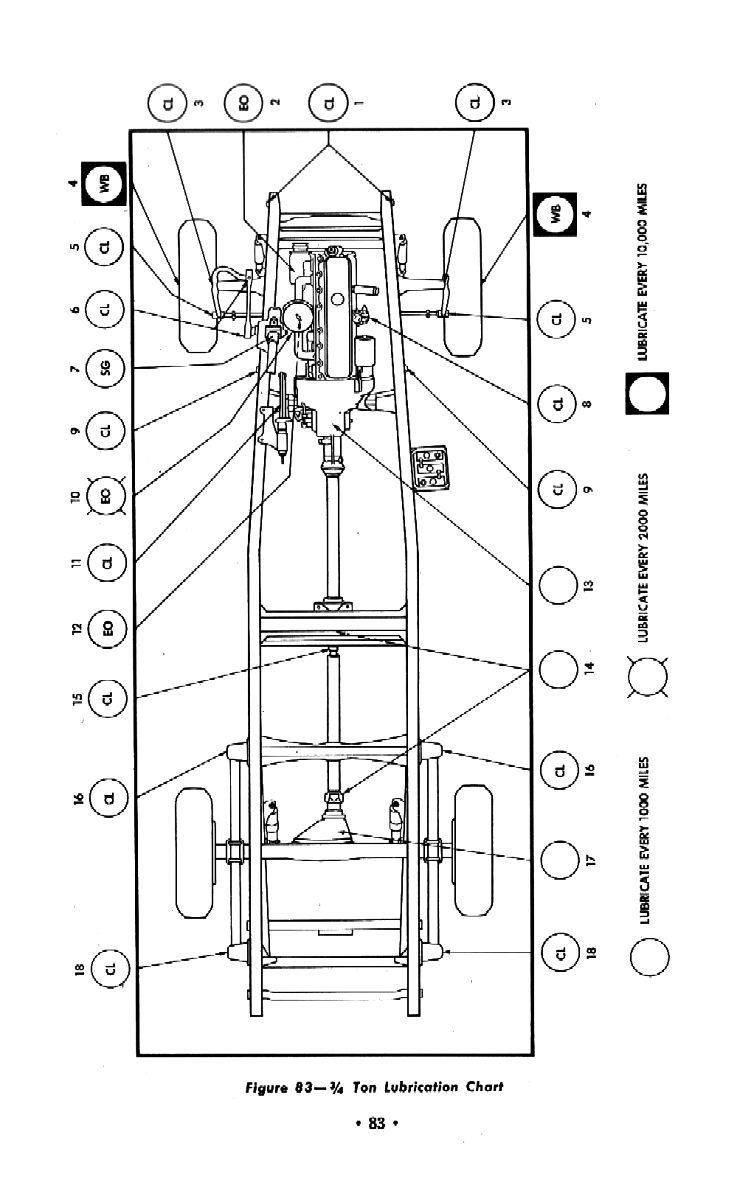 CL 3
EO 2
CL 1
CL 3
4 WB
WB 4
5 CL
6 CL
CL 5
7 SG
9 CL
CL 8
10 EO
CL 9
11 CL
12 EO
13
14
15 CL
16 CL
CL 16
17
18 CL
CL 18
LUBRICATE EVERY 10,000 MILES
LUBRICATE EVERY 2000 MILES
LUBRICATE EVERY 1000 MILES
Figure 83—¾ Ton Lubrication Chart
• 83 •